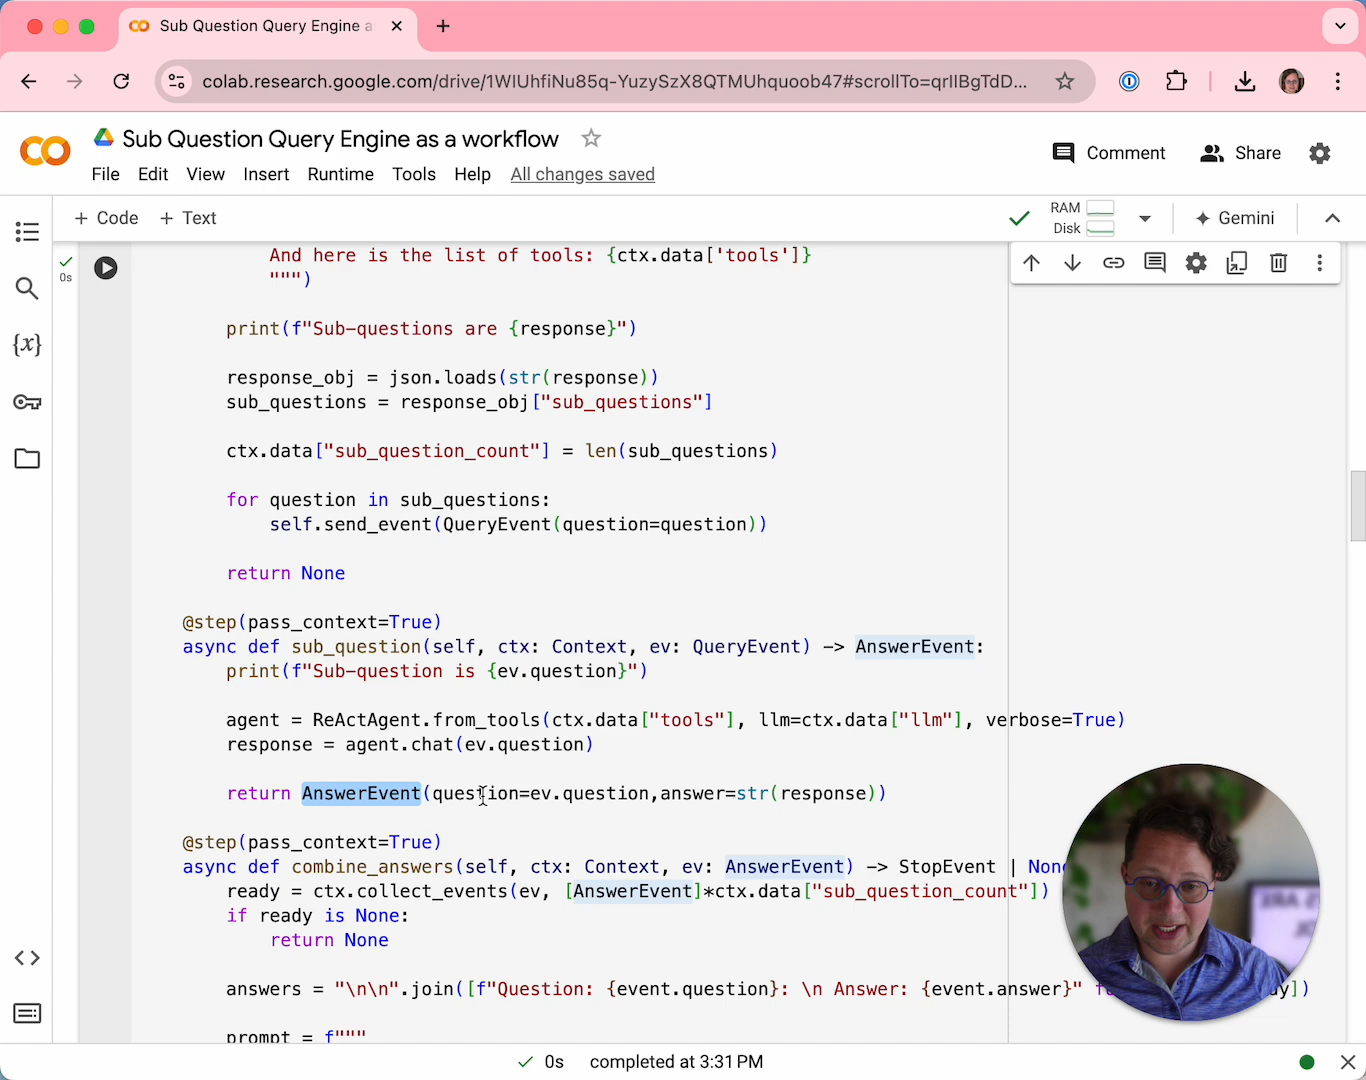 Sub Question Query Engine a
colab.research.google.com/drive/1WlUhfiNu85q-YuzySzX8QTMUhquoob47#scrollTo=qrlIBgTdD...
Sub Question Query Engine as a workflow
Comment
Share
File Edit View Insert Runtime Tools Help All changes saved
+ Code + Text
RAM
Disk
Gemini
0s
And here is the list of tools: {ctx.data['tools']}
""")
print(f"Sub-questions are {response}")
response_obj = json.loads(str(response))
sub_questions = response_obj["sub_questions"]
ctx.data["sub_question_count"] = len(sub_questions)
for question in sub_questions:
self.send_event(QueryEvent(question=question))
return None
@step(pass_context=True)
async def sub_question(self, ctx: Context, ev: QueryEvent) -> AnswerEvent:
print(f"Sub-question is {ev.question}")
agent = ReActAgent.from_tools(ctx.data["tools"], llm=ctx.data["llm"], verbose=True)
response = agent.chat(ev.question)
return AnswerEvent(question=ev.question,answer=str(response))
@step(pass_context=True)
async def combine_answers(self, ctx: Context, ev: AnswerEvent) -> StopEvent | None
ready = ctx.collect_events(ev, [AnswerEvent]*ctx.data["sub_question_count"])
if ready is None:
return None
answers = "\n\n".join([f"Question: {event.question}: \n Answer: {event.answer}"
prompt = f"""
0s completed at 3:31 PM